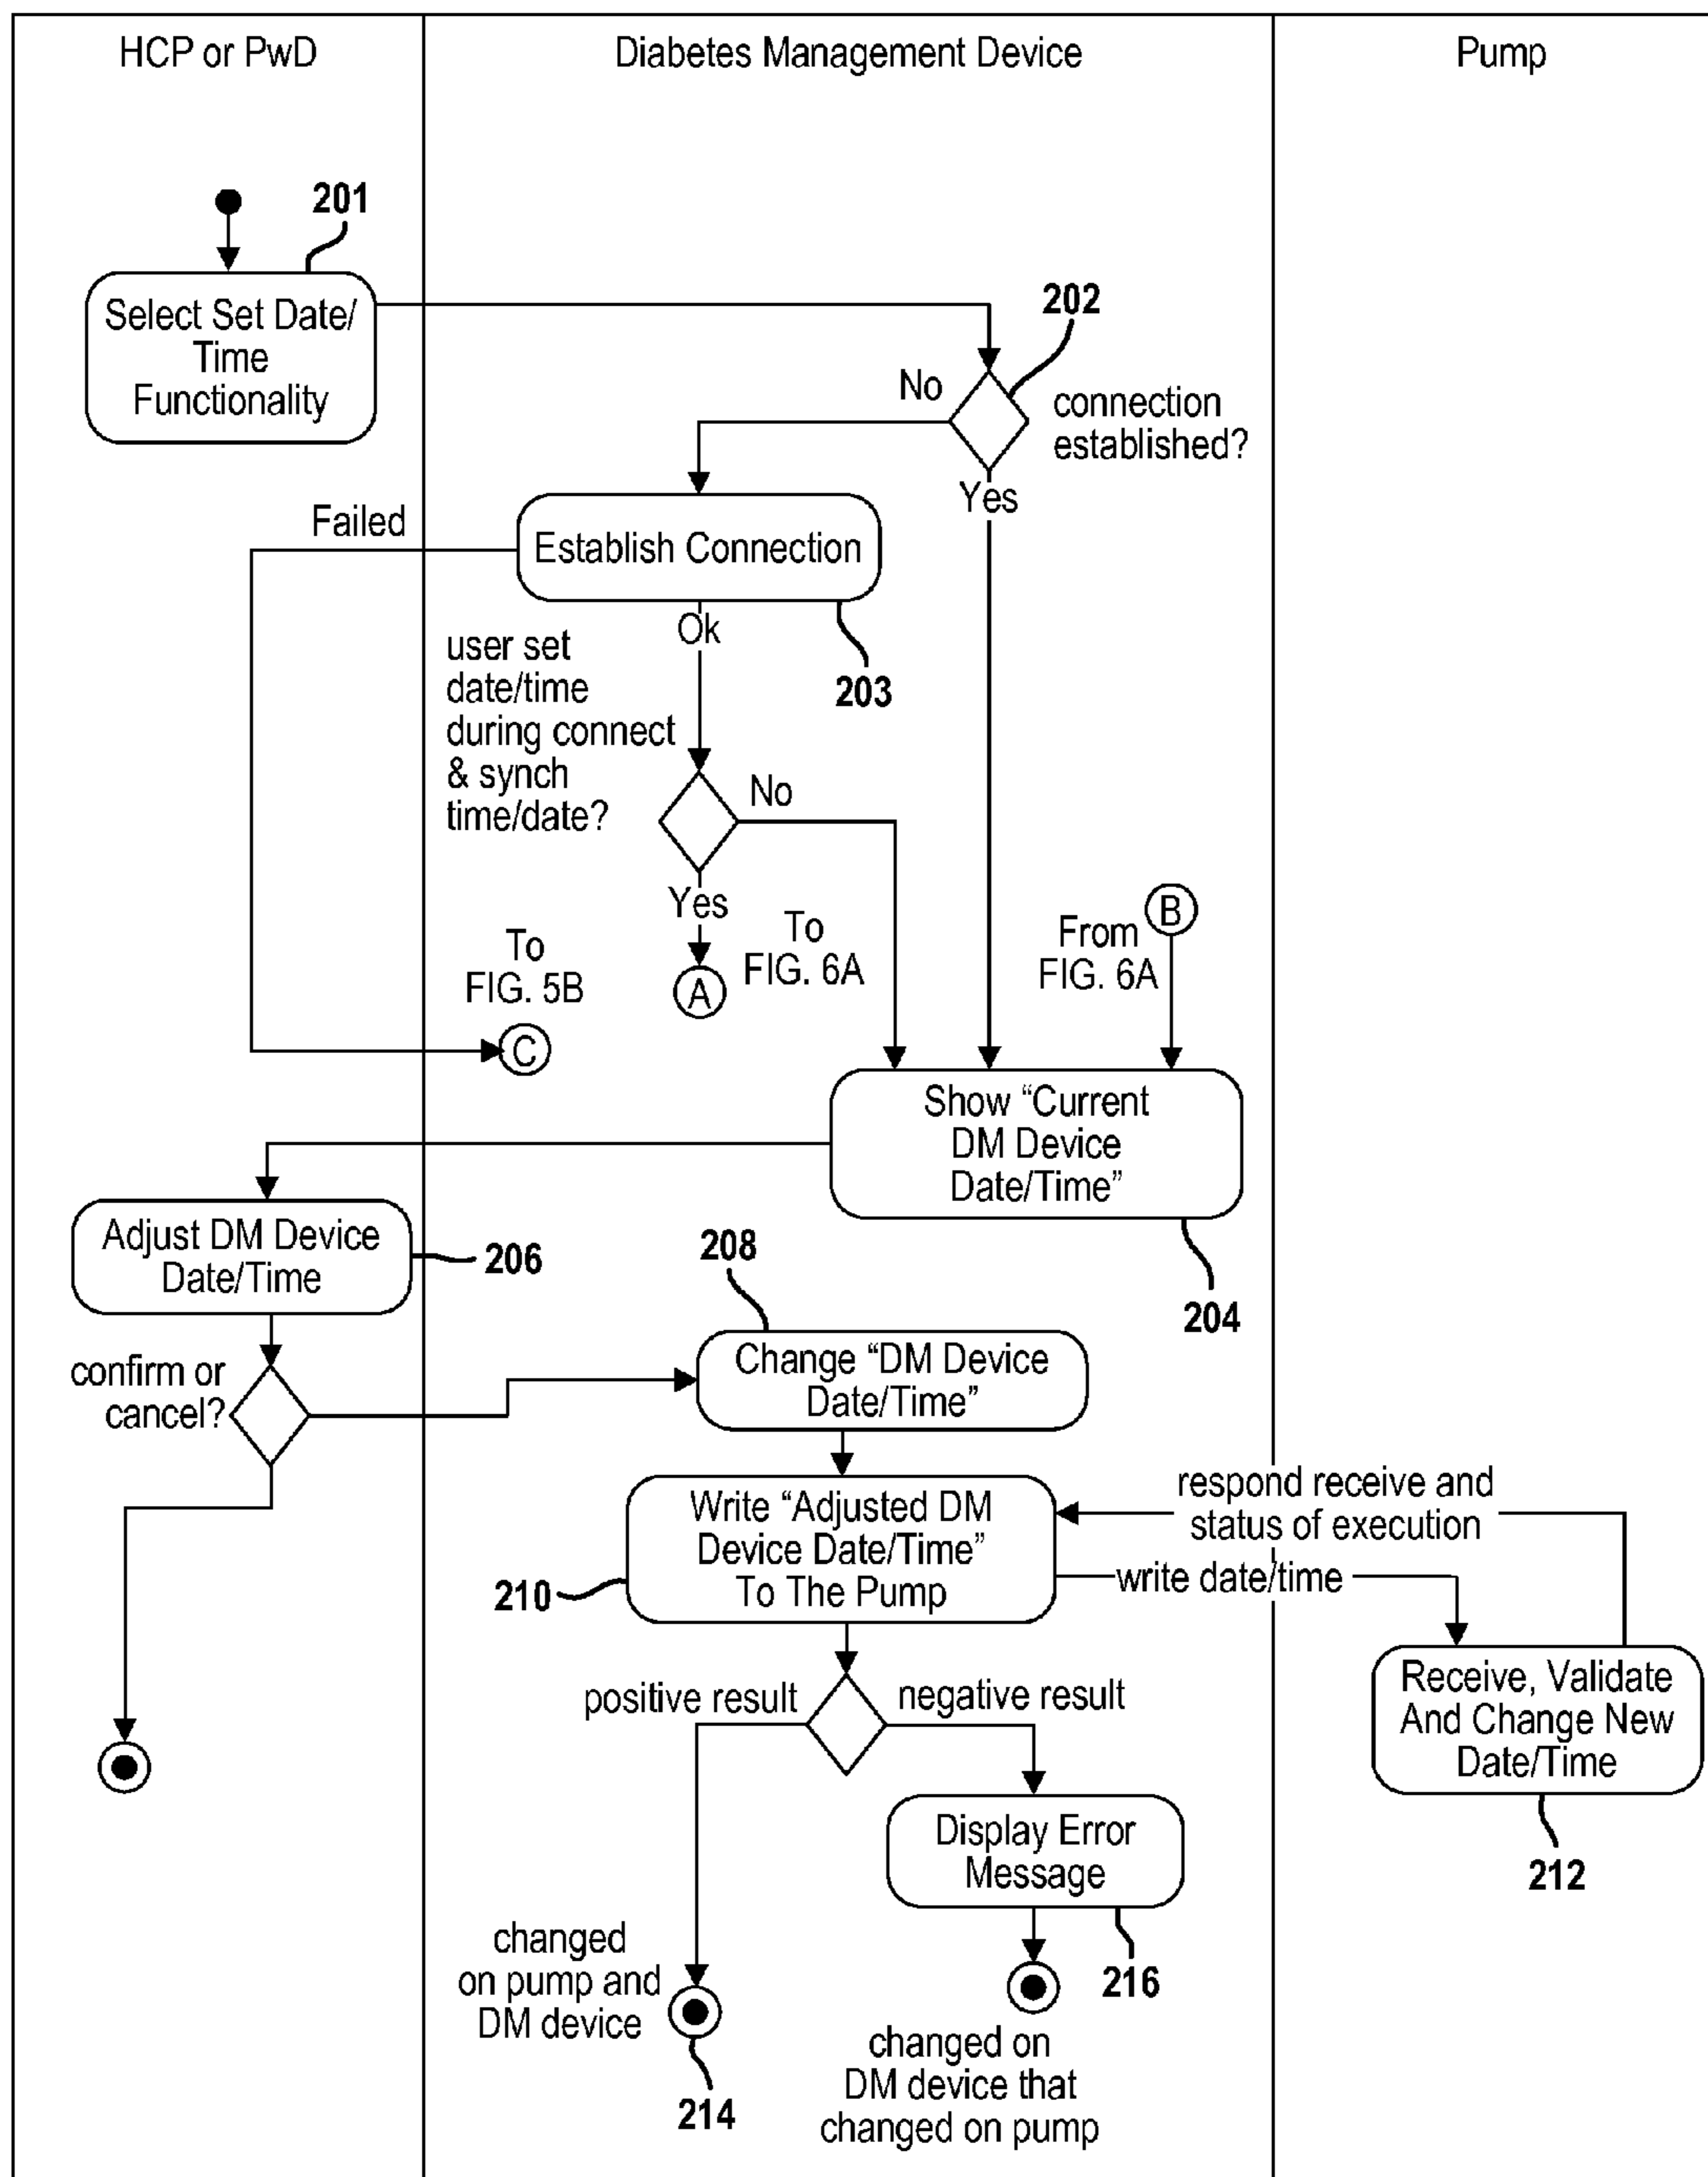 HCP or PwD
Diabetes Management Device
Pump
201
Select Set Date/
Time
Functionality
202
No
connection
established?
Yes
Failed
Establish Connection
Ok
203
user set
date/time
during connect
& synch
time/date?
No
Yes
To
FIG. 6A
A
To
FIG. 5B
C
B
From
FIG. 6A
Show “Current
DM Device
Date/Time”
204
Adjust DM Device
Date/Time
206
208
confirm or
cancel?
Change “DM Device
Date/Time”
Write “Adjusted DM
Device Date/Time”
To The Pump
210
respond receive and
status of execution
write date/time
Receive, Validate
And Change New
Date/Time
212
positive result
negative result
Display Error
Message
216
changed
on pump and
DM device
214
changed on
DM device that
changed on pump